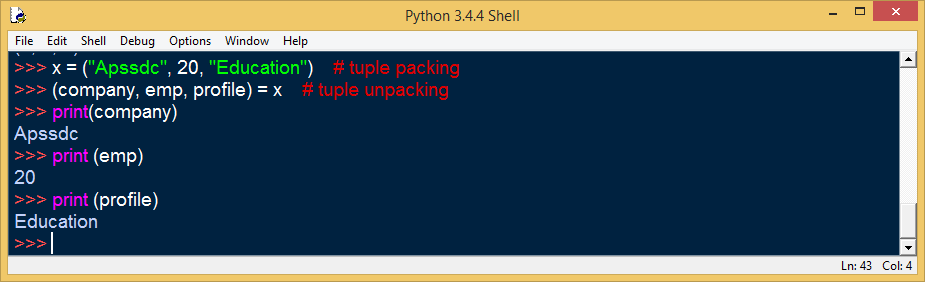 Python 3.4.4 Shell
File Edit Shell Debug Options Window Help
>>> x = ("Apssdc", 20, "Education") # tuple packing
>>> (company, emp, profile) = x # tuple unpacking
>>> print(company)
Apssdc
>>> print (emp)
20
>>> print (profile)
Education
>>>
Ln: 43 Col: 4